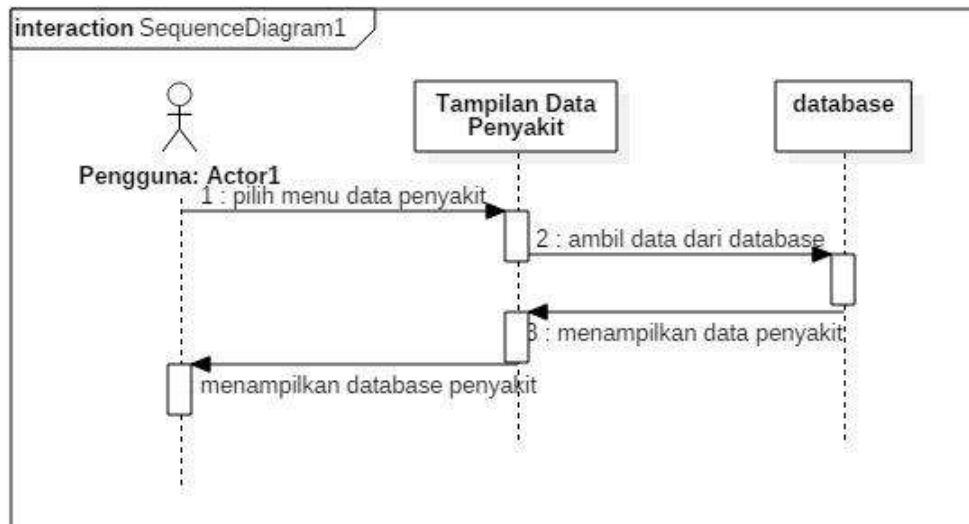 interaction SequenceDiagram1
Tampilan Data
Penyakit
database
Pengguna: Actor1
1 : pilih menu data penyakit
2 : ambil data dari database
3 : menampilkan data penyakit
menampilkan database penyakit